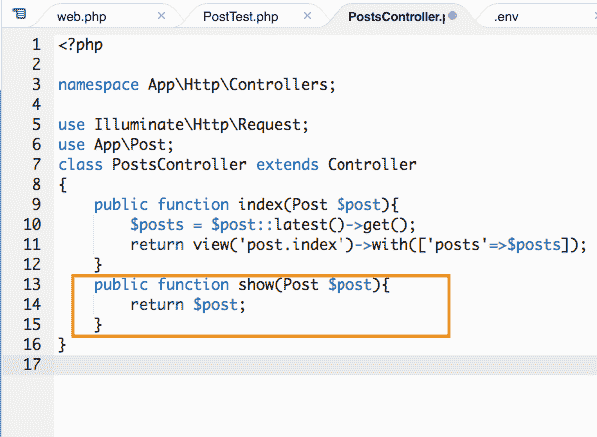 web.php PostTest.php PostsController.p .env
1 <?php
2
3 namespace App\Http\Controllers;
4
5 use Illuminate\Http\Request;
6 use App\Post;
7 class PostsController extends Controller
8 {
9 public function index(Post $post){
10 $posts = $post::latest()->get();
11 return view('post.index')->with(['posts'=>$posts]);
12 }
13 public function show(Post $post){
14 return $post;
15 }
16 }
17